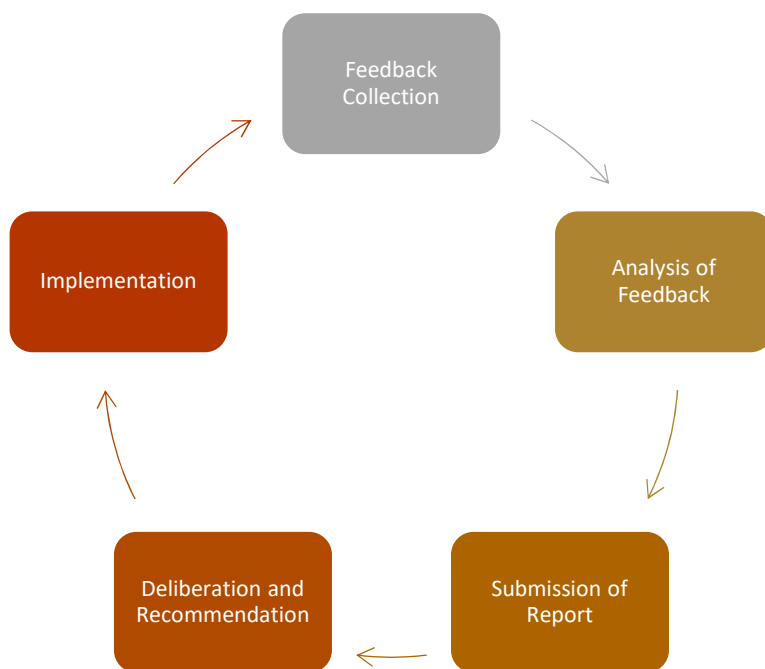 Feedback
Collection
Analysis of
Feedback
Submission of
Report
Deliberation and
Recommendation
Implementation